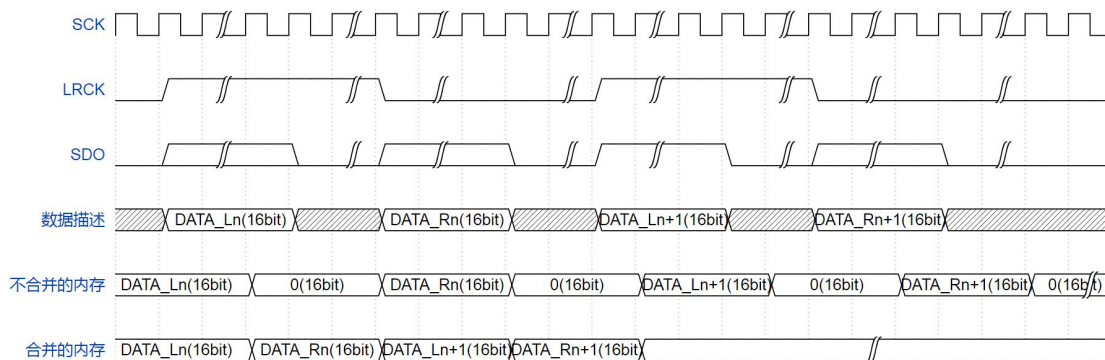 SCK
LRCK
SDO
数据描述 DATA_Ln(16bit) DATA_Rn(16bit) DATA_Ln+1(16bit) DATA_Rn+1(16bit)
不合并的内存 DATA_Ln(16bit) 0(16bit) DATA_Rn(16bit) 0(16bit) DATA_Ln+1(16bit) 0(16bit) DATA_Rn+1(16bit) 0(16bit)
合并的内存 DATA_Ln(16bit) DATA_Rn(16bit) DATA_Ln+1(16bit) DATA_Rn+1(16bit)